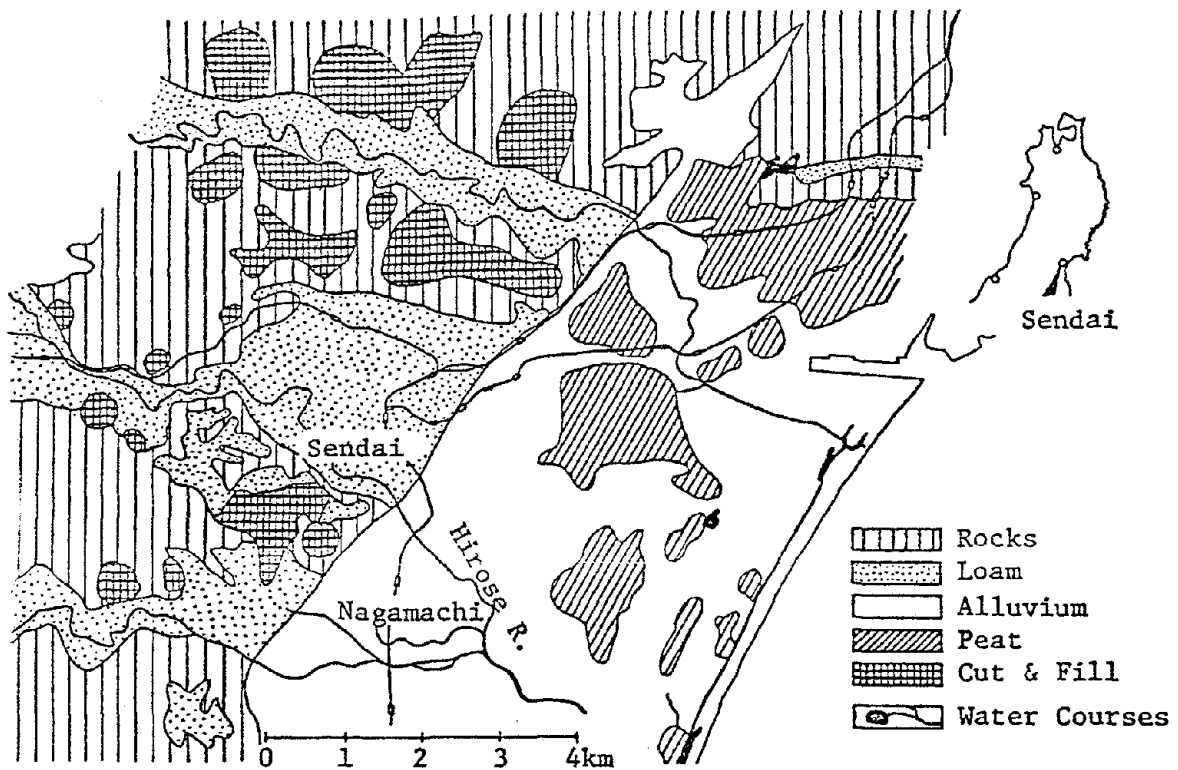 Sendai
Sendai
Hirose R.
Nagamachi
Rocks
Loam
Alluvium
Peat
Cut & Fill
Water Courses
0 1 2 3 4km